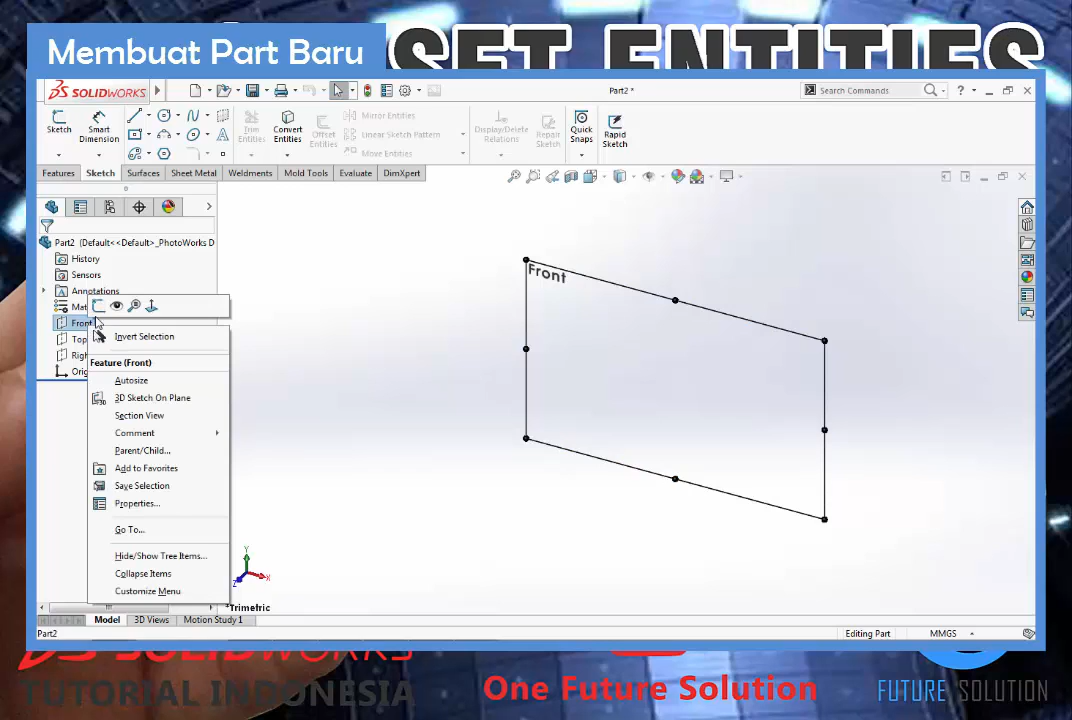 SET ENTITIES
Membuat Part Baru
SOLIDWORKS
Part2 *
Search Commands
Sketch
Smart Dimension
Trim Entities
Convert Entities
Offset Entities
Mirror Entities
Linear Sketch Pattern
Move Entities
Display/Delete Relations
Repair Sketch
Quick Snaps
Rapid Sketch
Features
Sketch
Surfaces
Sheet Metal
Weldments
Mold Tools
Evaluate
DimXpert
Part2 (Default<<Default>_PhotoWorks D
History
Sensors
Annotations
Front
Invert Selection
Feature (Front)
Autosize
3D Sketch On Plane
Section View
Comment
Parent/Child...
Add to Favorites
Save Selection
Properties...
Go To...
Hide/Show Tree Items...
Collapse Items
Customize Menu
Front
Y
X
Z
*Trimetric
Model
3D Views
Motion Study 1
Part2
Editing Part
MMGS
SOLIDWORKS
TUTORIAL INDONESIA
One Future Solution
FUTURE SOLUTION